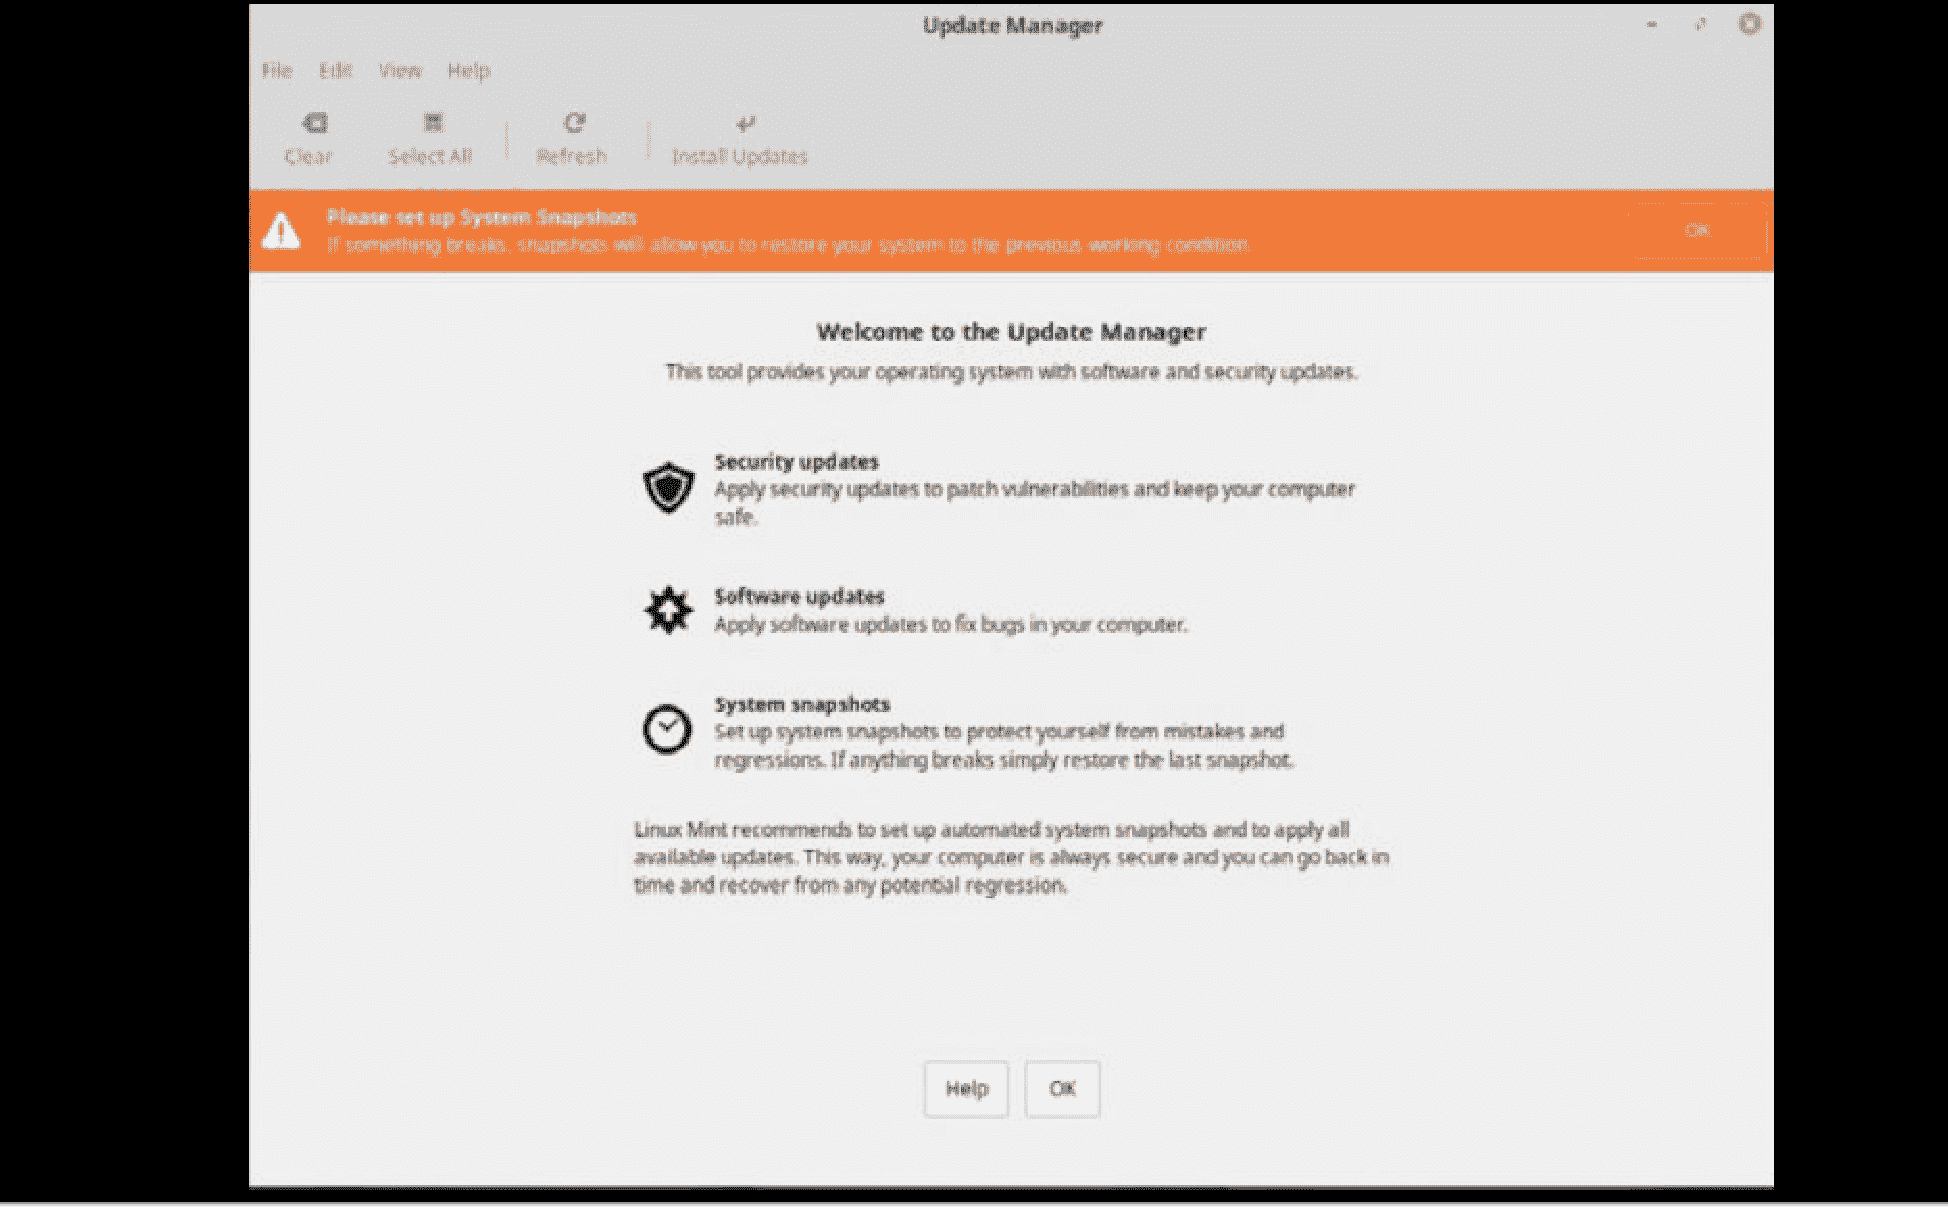 Update Manager
File Edit View Help
Clear Select All Refresh Install Updates
Please set up System Snapshots
If something breaks, snapshots will allow you to restore your system to the previous working condition.
OK
Welcome to the Update Manager
This tool provides your operating system with software and security updates.
Security updates
Apply security updates to patch vulnerabilities and keep your computer
safe.
Software updates
Apply software updates to fix bugs in your computer.
System snapshots
Set up system snapshots to protect yourself from mistakes and
regressions. If anything breaks simply restore the last snapshot.
Linux Mint recommends to set up automated system snapshots and to apply all
available updates. This way, your computer is always secure and you can go back in
time and recover from any potential regression.
Help OK